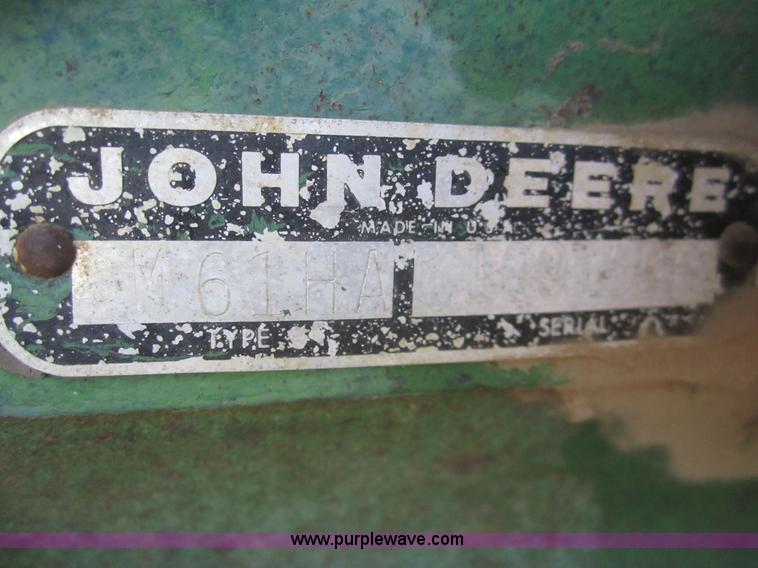 JOHN DEERE
MADE IN U
M61HA
TYPE SERIAL
www.purplewave.com